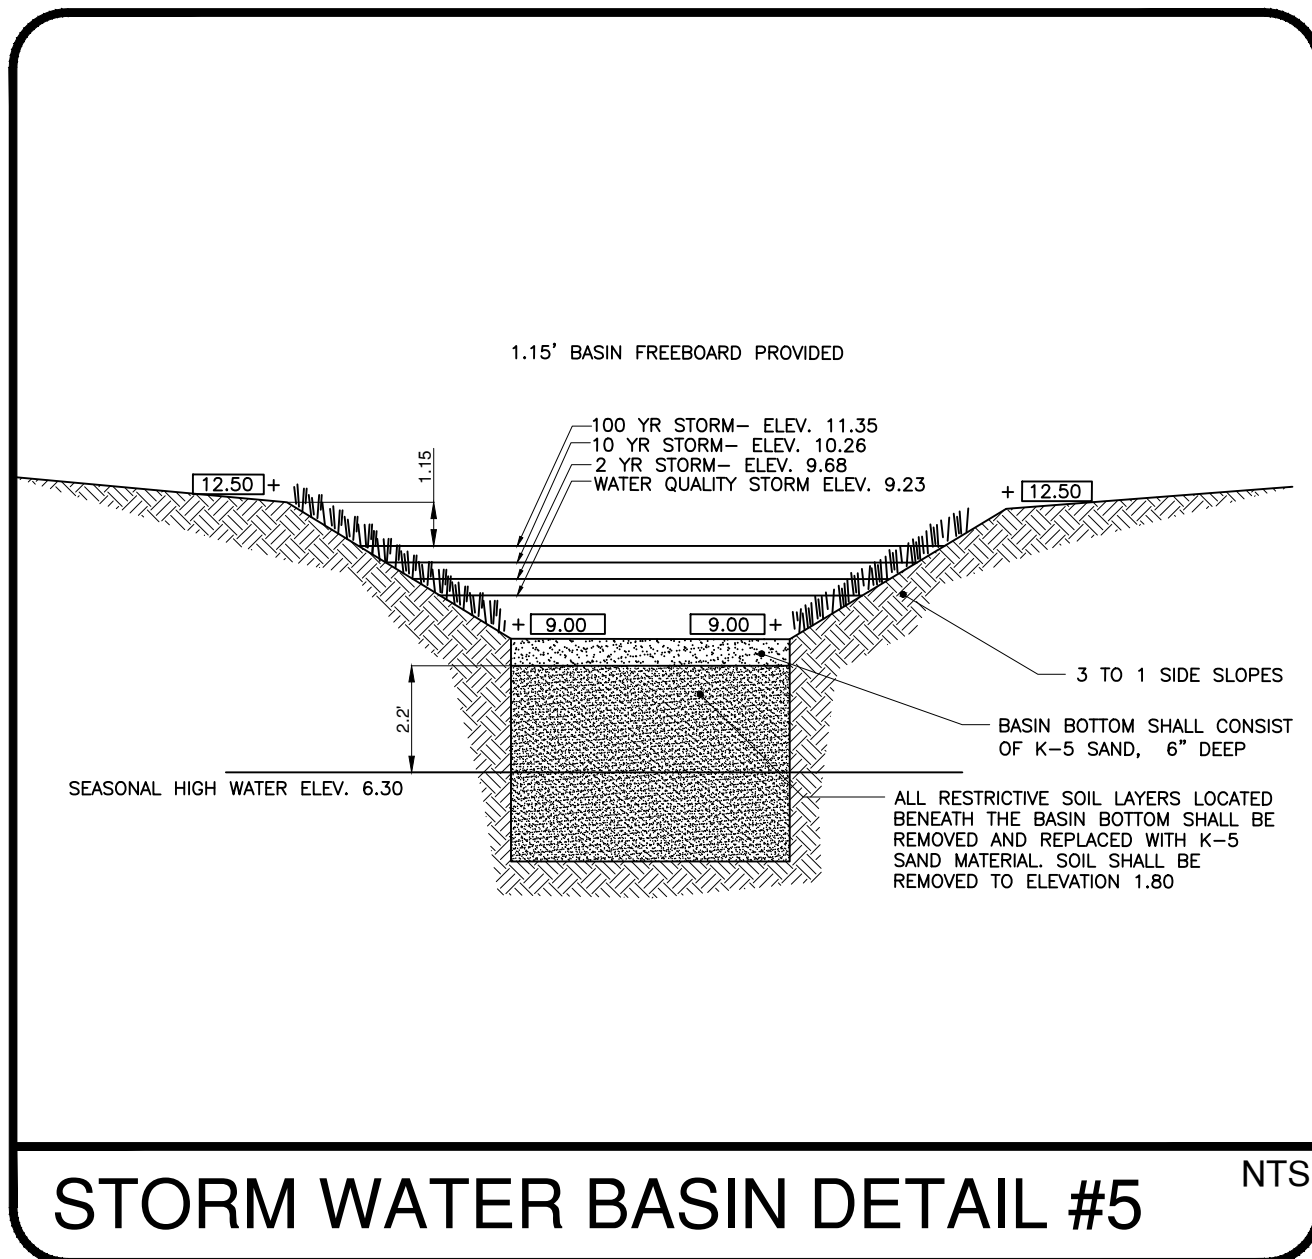 1.15' BASIN FREEBOARD PROVIDED
100 YR STORM- ELEV. 11.35
10 YR STORM- ELEV. 10.26
2 YR STORM- ELEV. 9.68
WATER QUALITY STORM ELEV. 9.23
1.15
12.50 +
+ 12.50
+ 9.00
9.00 +
2.2'
3 TO 1 SIDE SLOPES
BASIN BOTTOM SHALL CONSIST
OF K-5 SAND, 6" DEEP
SEASONAL HIGH WATER ELEV. 6.30
ALL RESTRICTIVE SOIL LAYERS LOCATED
BENEATH THE BASIN BOTTOM SHALL BE
REMOVED AND REPLACED WITH K-5
SAND MATERIAL. SOIL SHALL BE
REMOVED TO ELEVATION 1.80
STORM WATER BASIN DETAIL #5
NTS